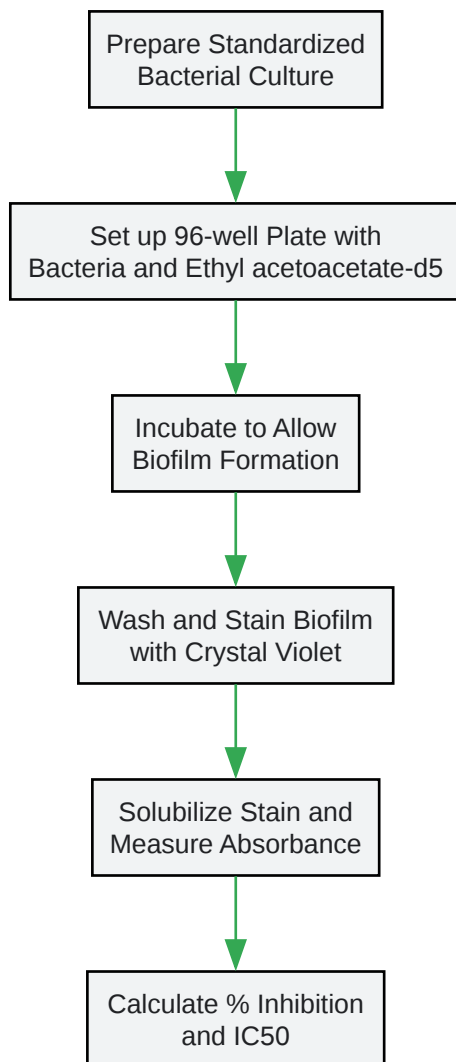 Prepare Standardized
Bacterial Culture
Set up 96-well Plate with
Bacteria and Ethyl acetoacetate-d5
Incubate to Allow
Biofilm Formation
Wash and Stain Biofilm
with Crystal Violet
Solubilize Stain and
Measure Absorbance
Calculate % Inhibition
and IC50